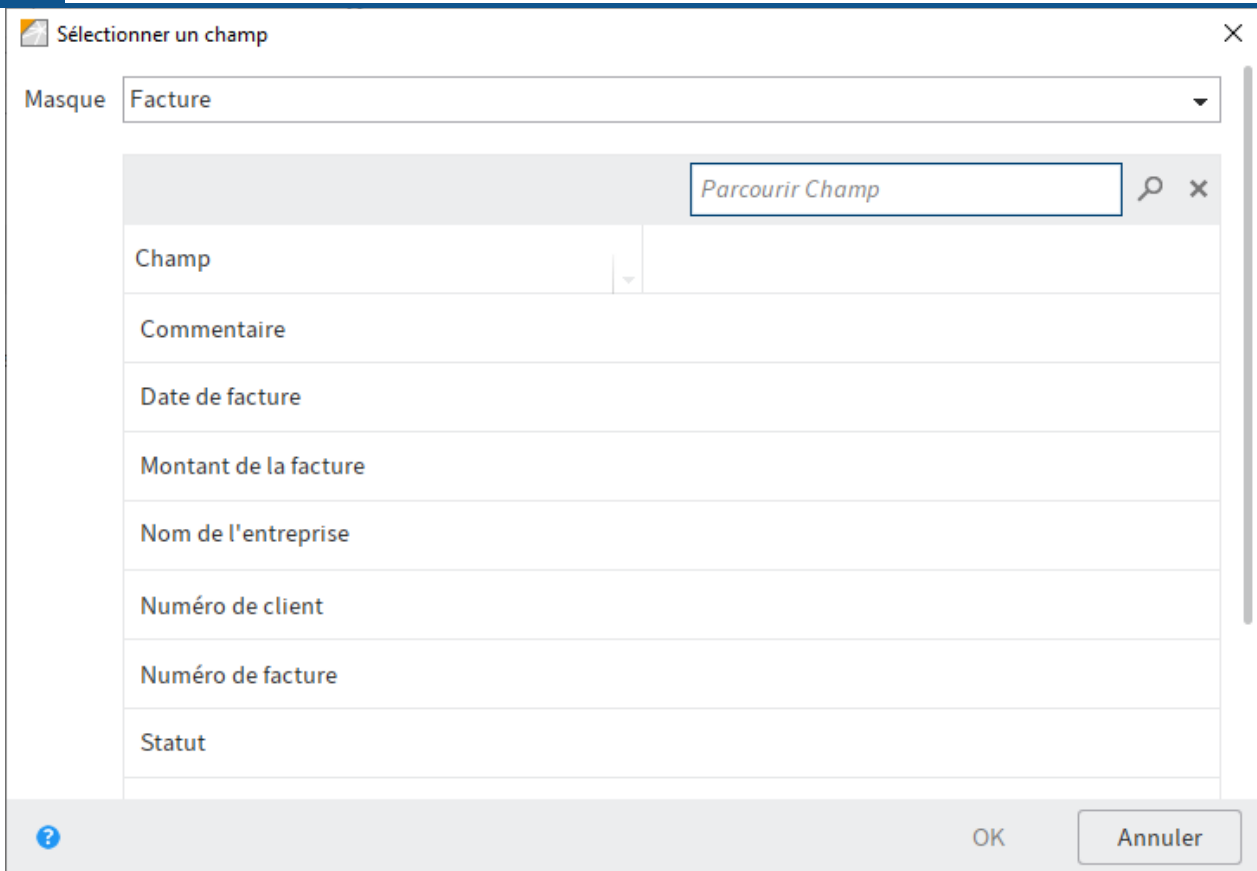 Sélectionner un champ
Masque Facture
Parcourir Champ
Champ
Commentaire
Date de facture
Montant de la facture
Nom de l'entreprise
Numéro de client
Numéro de facture
Statut
OK Annuler